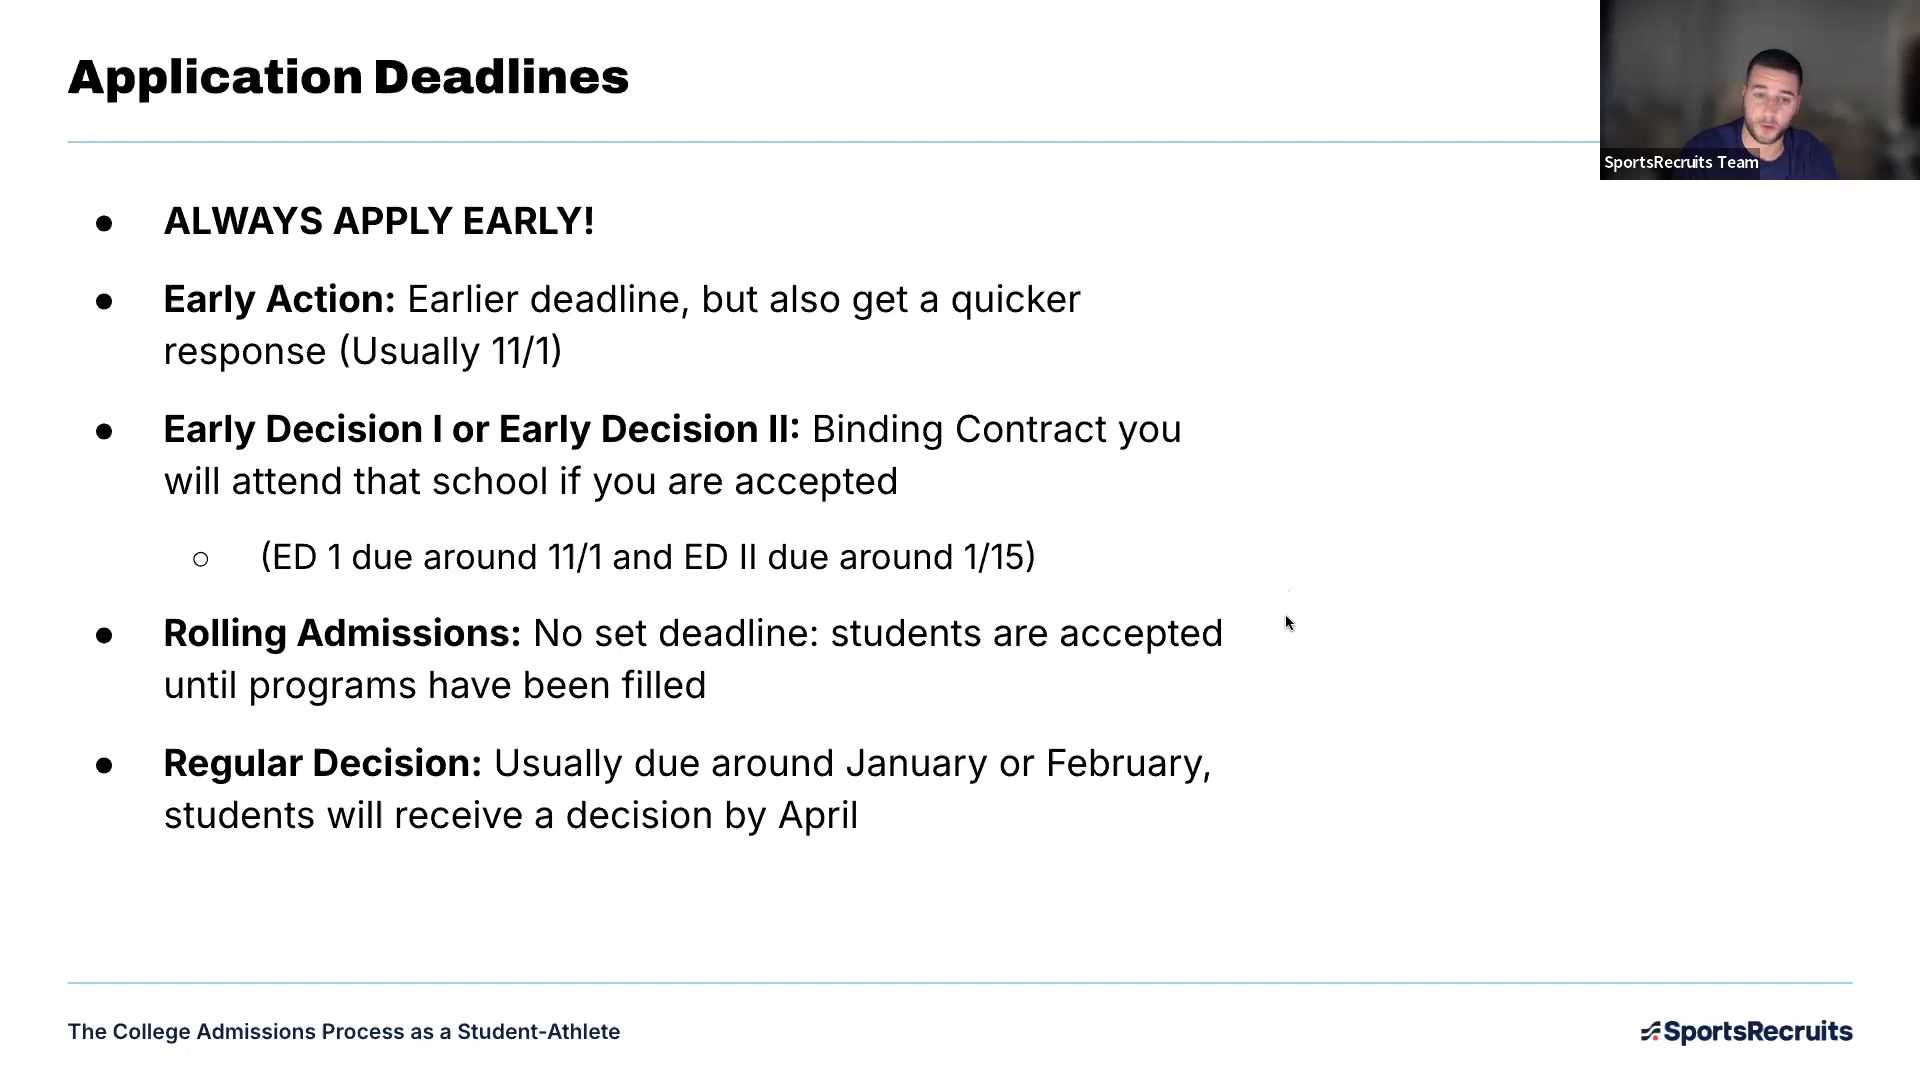 Application Deadlines
SportsRecruits Team
● ALWAYS APPLY EARLY!
● Early Action: Earlier deadline, but also get a quicker
response (Usually 11/1)
● Early Decision I or Early Decision II: Binding Contract you
will attend that school if you are accepted
○ (ED 1 due around 11/1 and ED II due around 1/15)
● Rolling Admissions: No set deadline: students are accepted
until programs have been filled
● Regular Decision: Usually due around January or February,
students will receive a decision by April
The College Admissions Process as a Student-Athlete
SportsRecruits